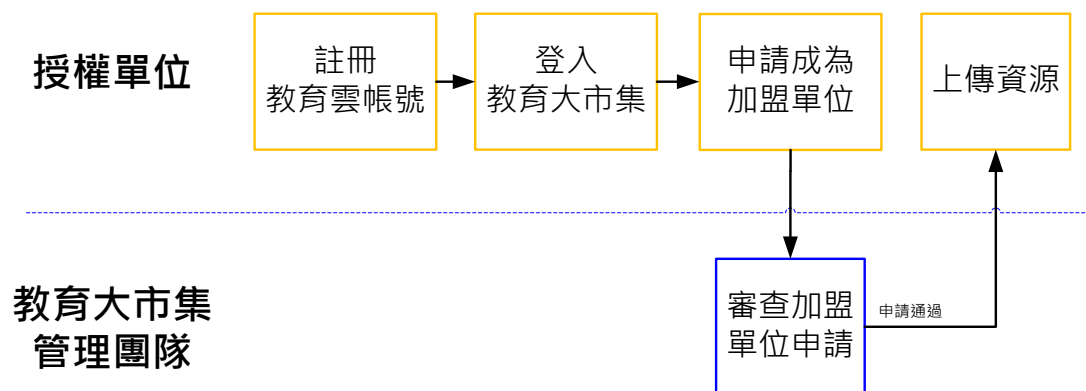 授權單位
註冊
教育雲帳號
登入
教育大市集
申請成為
加盟單位
上傳資源
教育大市集
管理團隊
審查加盟
單位申請
申請通過